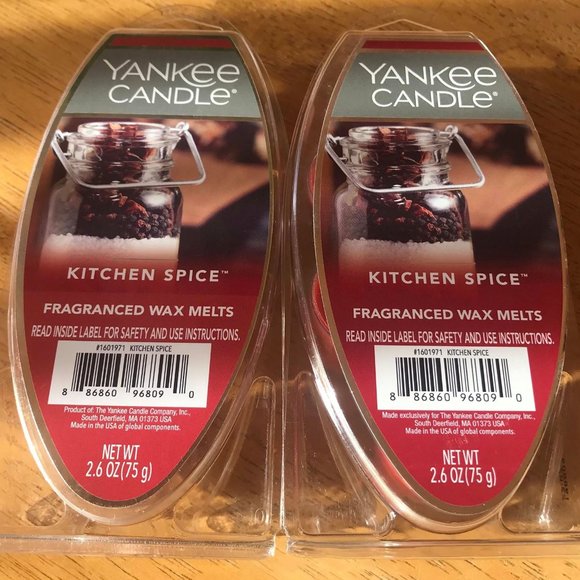 YANKEE
CANDLE®
KITCHEN SPICE™
FRAGRANCED WAX MELTS
READ INSIDE LABEL FOR SAFETY AND USE INSTRUCTIONS.
#1601971 KITCHEN SPICE
8 86860 96809 0
Product of: The Yankee Candle Company, Inc.,
South Deerfield, MA 01373 USA
Made in the USA of global components.
NET WT
2.6 OZ (75 g)
YANKEE
CANDLE®
KITCHEN SPICE™
FRAGRANCED WAX MELTS
READ INSIDE LABEL FOR SAFETY AND USE INSTRUCTIONS.
#1601971 KITCHEN SPICE
8 86860 96809 0
Made exclusively for The Yankee Candle Company, Inc.,
South Deerfield, MA 01373 USA
Made in the USA of global components.
NET WT
2.6 OZ (75 g)